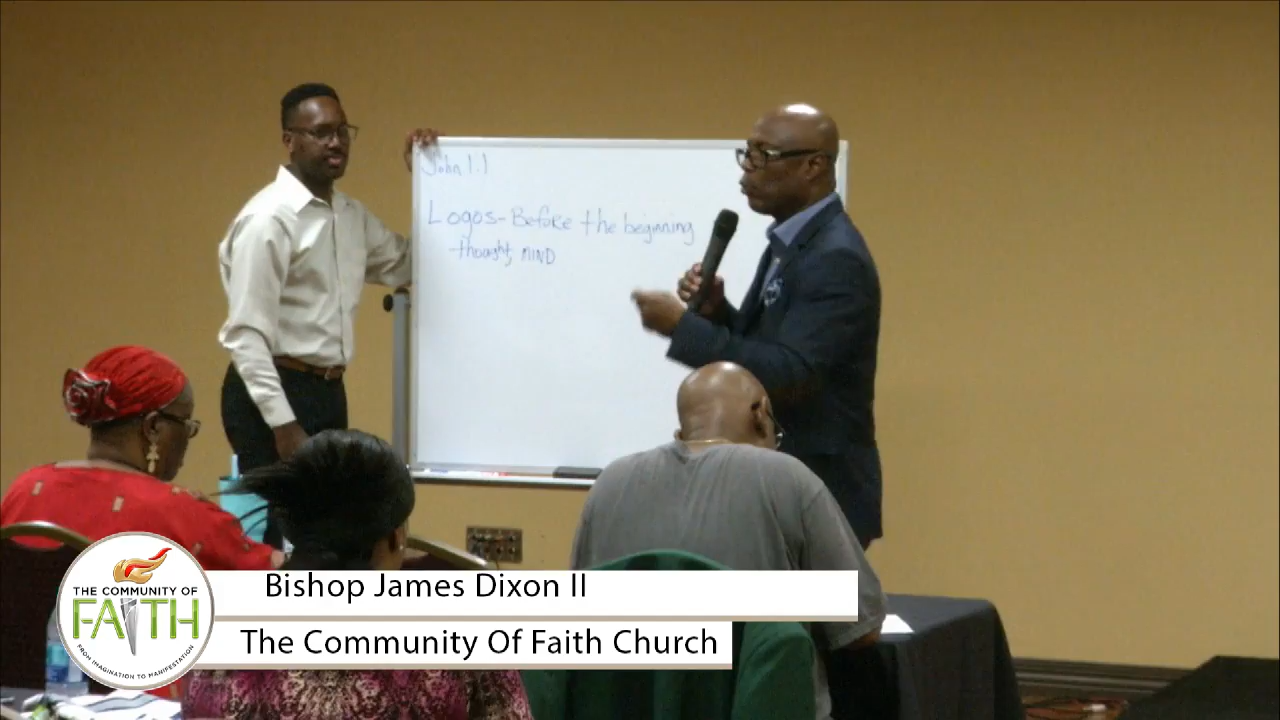 John 1.1
Logos- Before the beginning
thought, MIND
Bishop James Dixon II
THE COMMUNITY OF
FAITH
FROM IMAGINATION TO MANIFESTATION
The Community Of Faith Church